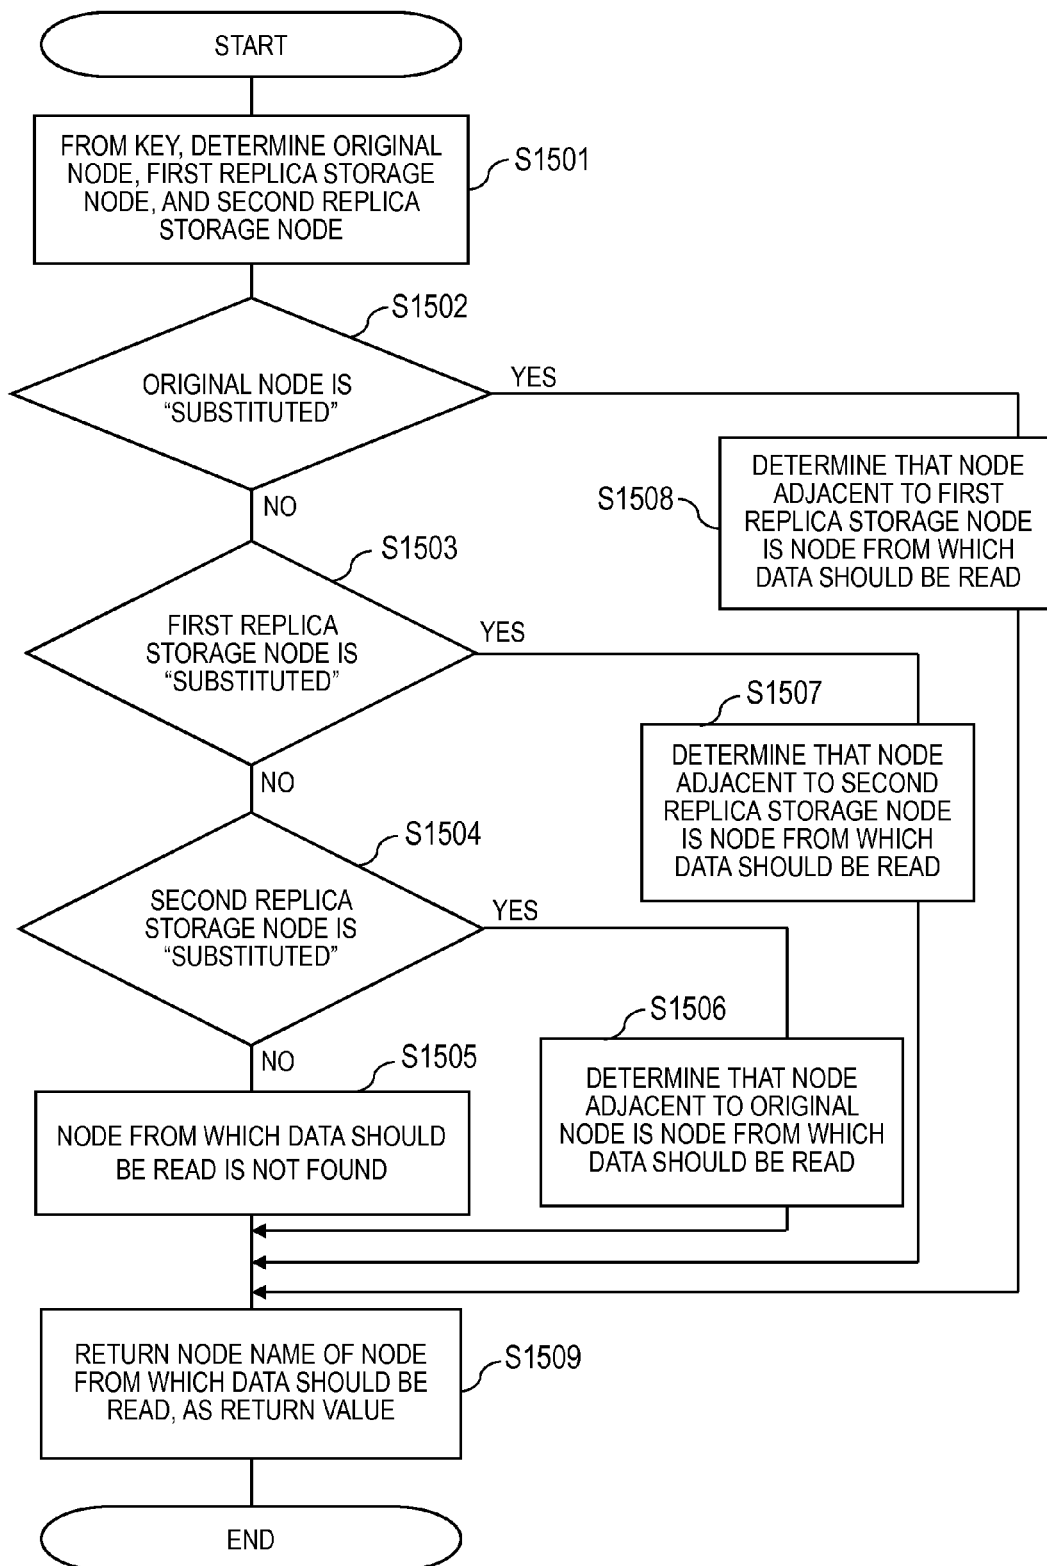 START
FROM KEY, DETERMINE ORIGINAL
NODE, FIRST REPLICA STORAGE
NODE, AND SECOND REPLICA
STORAGE NODE
S1501
S1502
ORIGINAL NODE IS
“SUBSTITUTED”
YES
NO
S1508
DETERMINE THAT NODE
ADJACENT TO FIRST
REPLICA STORAGE NODE
IS NODE FROM WHICH
DATA SHOULD BE READ
S1503
FIRST REPLICA
STORAGE NODE IS
“SUBSTITUTED”
YES
NO
S1507
DETERMINE THAT NODE
ADJACENT TO SECOND
REPLICA STORAGE NODE
IS NODE FROM WHICH
DATA SHOULD BE READ
S1504
SECOND REPLICA
STORAGE NODE IS
“SUBSTITUTED”
YES
NO
S1506
DETERMINE THAT NODE
ADJACENT TO ORIGINAL
NODE IS NODE FROM WHICH
DATA SHOULD BE READ
S1505
NODE FROM WHICH DATA SHOULD
BE READ IS NOT FOUND
RETURN NODE NAME OF NODE
FROM WHICH DATA SHOULD BE
READ, AS RETURN VALUE
S1509
END